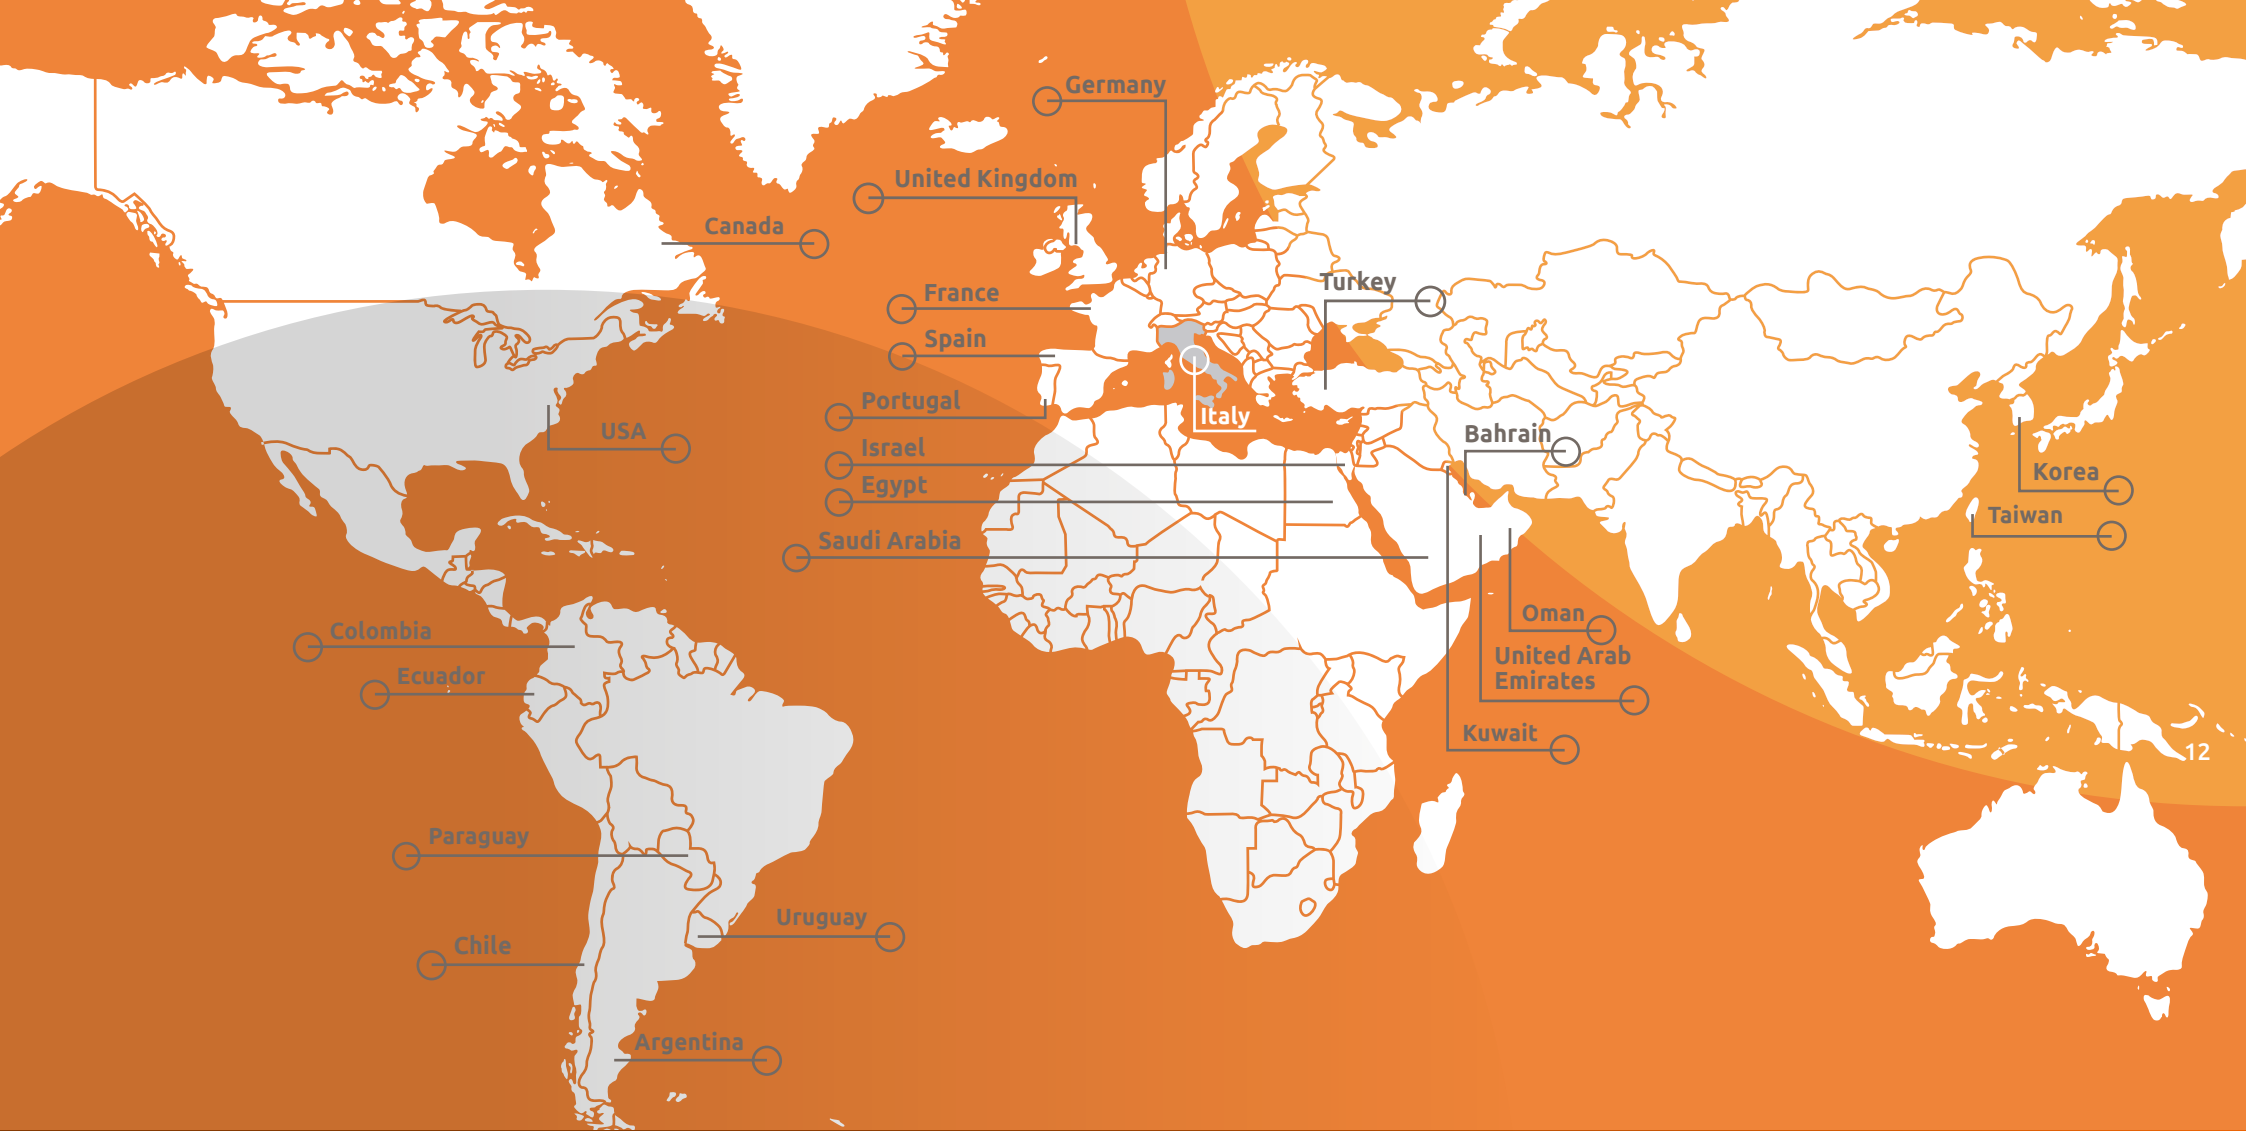 Germany
United Kingdom
Canada
Turkey
France
Spain
Portugal
Italy
USA
Bahrain
Israel
Egypt
Korea
Taiwan
Saudi Arabia
Oman
Colombia
United Arab
Emirates
Ecuador
Kuwait
12
Paraguay
Uruguay
Chile
Argentina